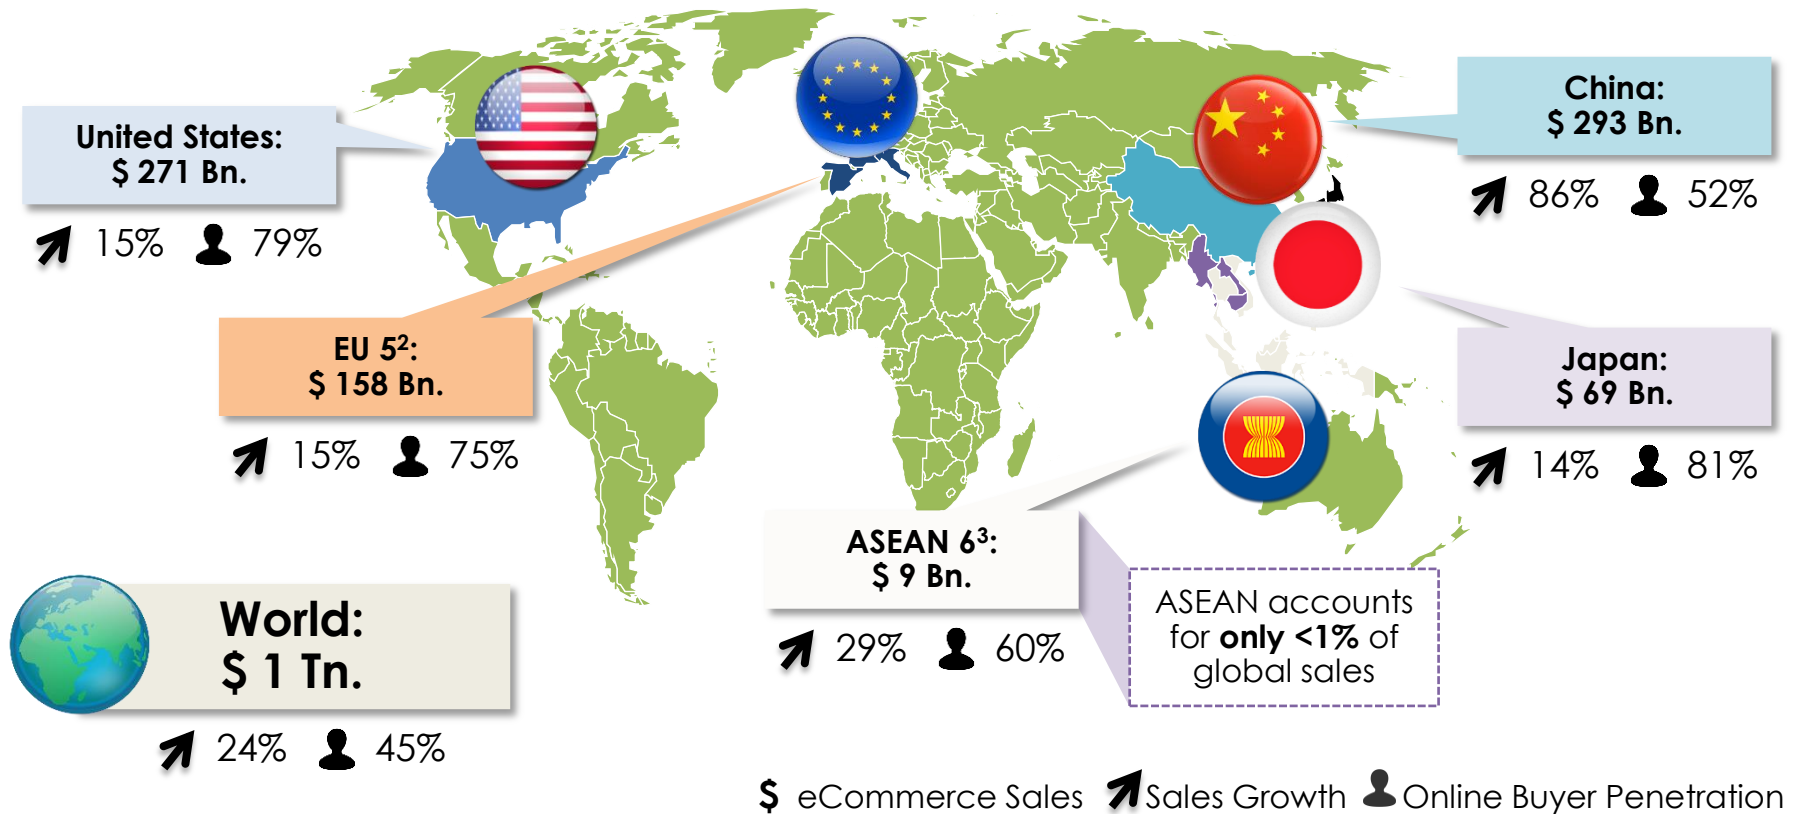 United States:
$ 271 Bn.
15% 79%
China:
$ 293 Bn.
86% 52%
EU 5²:
$ 158 Bn.
15% 75%
Japan:
$ 69 Bn.
14% 81%
ASEAN 6³:
$ 9 Bn.
29% 60%
ASEAN accounts
for only <1% of
global sales
World:
$ 1 Tn.
24% 45%
$ eCommerce Sales Sales Growth Online Buyer Penetration